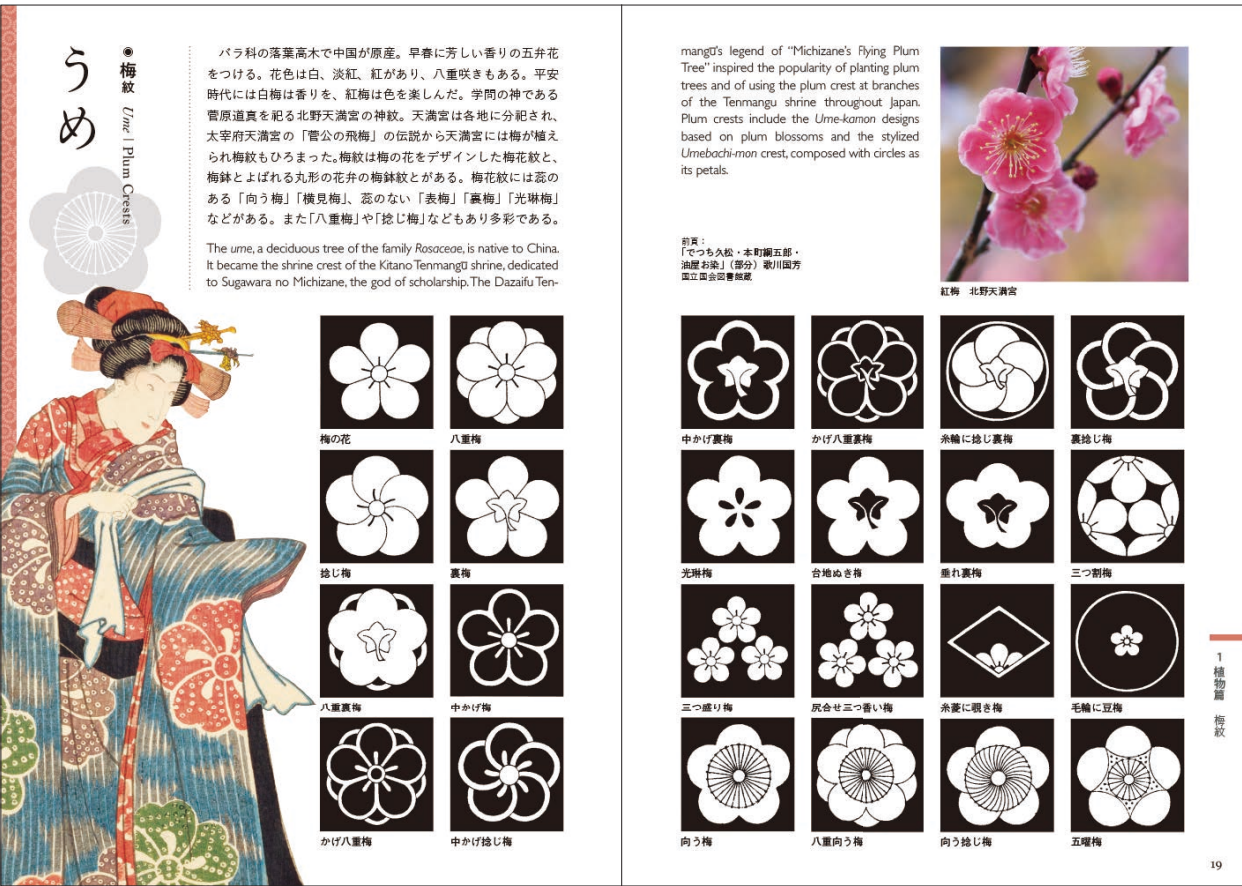 うめ
◉梅紋 Ume | Plum Crests
バラ科の落葉高木で中国が原産。早春に芳しい香りの五弁花
をつける。花色は白、淡紅、紅があり、八重咲きもある。平安
時代には白梅は香りを、紅梅は色を楽しんだ。学問の神である
菅原道真を祀る北野天満宮の神紋。天満宮は各地に分祀され、
太宰府天満宮の「菅公の飛梅」の伝説から天満宮には梅が植え
られ梅紋もひろまった。梅紋は梅の花をデザインした梅花紋と、
梅鉢とよばれる丸形の花弁の梅鉢紋とがある。梅花紋には蕊の
ある「向う梅」「横見梅」、蕊のない「表梅」「裏梅」「光琳梅」
などがある。また「八重梅」や「捻じ梅」などもあり多彩である。
The ume, a deciduous tree of the family Rosaceae, is native to China.
It became the shrine crest of the Kitano Tenmangū shrine, dedicated
to Sugawara no Michizane, the god of scholarship. The Dazaifu Ten-
梅の花
八重梅
捻じ梅
裏梅
八重裏梅
中かげ梅
かげ八重梅
中かげ捻じ梅
mangū's legend of “Michizane's Flying Plum
Tree” inspired the popularity of planting plum
trees and of using the plum crest at branches
of the Tenmangu shrine throughout Japan.
Plum crests include the Ume-kamon designs
based on plum blossoms and the stylized
Umebachi-mon crest, composed with circles as
its petals.
前頁：
「でつち久松・本町綱五郎・
油屋お染」（部分）歌川国芳
国立国会図書館蔵
紅梅 北野天満宮
中かげ裏梅
かげ八重裏梅
糸輪に捻じ裏梅
裏捻じ梅
光琳梅
台地ぬき梅
垂れ裏梅
三つ割梅
三つ盛り梅
尻合せ三つ香い梅
糸菱に覗き梅
毛輪に豆梅
向う梅
八重向う梅
向う捻じ梅
五曜梅
1 植物篇 梅紋
19